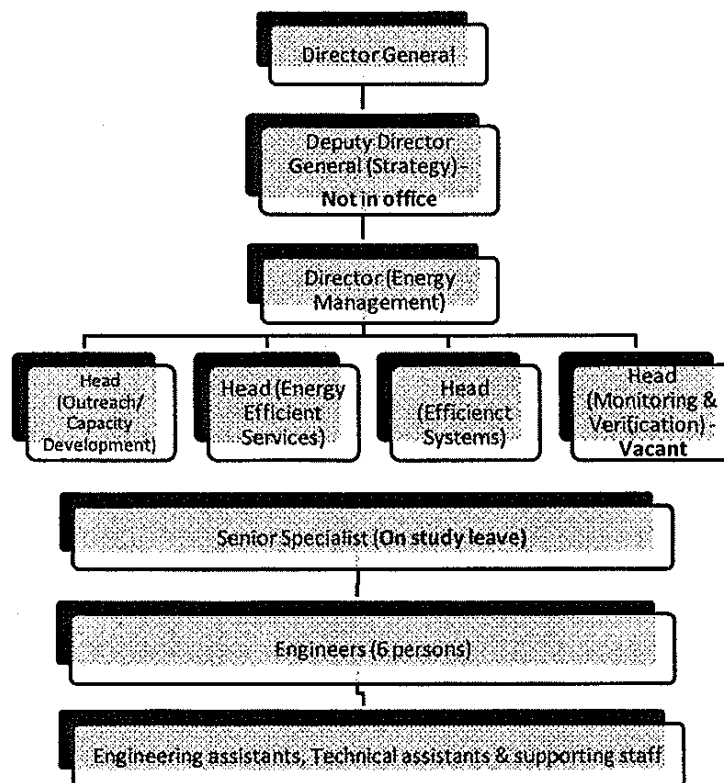 Director General
Deputy Director
General (Strategy) -
Not in office
Director (Energy
Management)
Head
(Outreach/
Capacity
Development)
Head (Energy
Efficient
Services)
Head
(Efficienct
Systems)
Head
(Monitoring &
Verification) -
Vacant
Senior Specialist (On study leave)
Engineers (6 persons)
Engineering assistants, Technical assistants & supporting staff